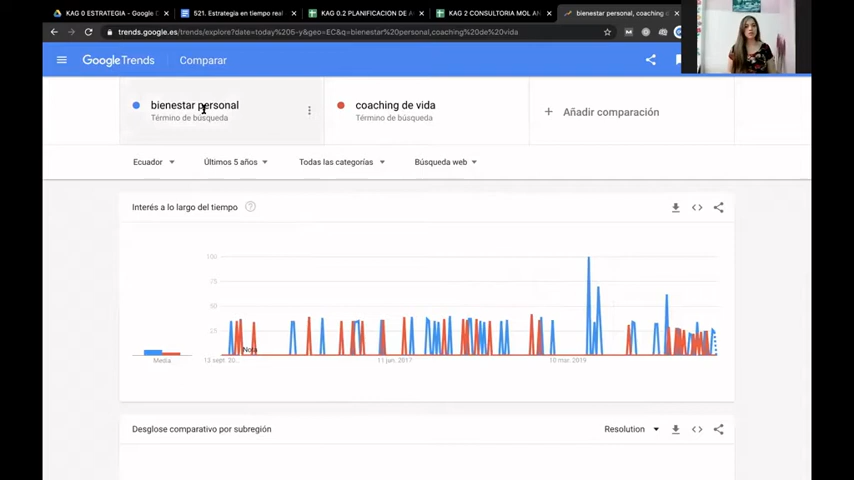 KAG 0 ESTRATEGIA - Google D
521. Estrategia en tiempo real
KAG 0.2 PLANIFICACION DE A
KAG 2 CONSULTORIA MOL AN
bienestar personal, coaching d
trends.google.es/trends/explore?date=today%205-y&geo=EC&q=bienestar%20personal,coaching%20de%20vida
Google Trends
Comparar
bienestar personal
Término de búsqueda
coaching de vida
Término de búsqueda
+ Añadir comparación
Ecuador
Últimos 5 años
Todas las categorías
Búsqueda web
Interés a lo largo del tiempo
100
75
50
25
Nota
Media
13 sept. 20…
11 jun. 2017
10 mar. 2019
Desglose comparativo por subregión
Resolution